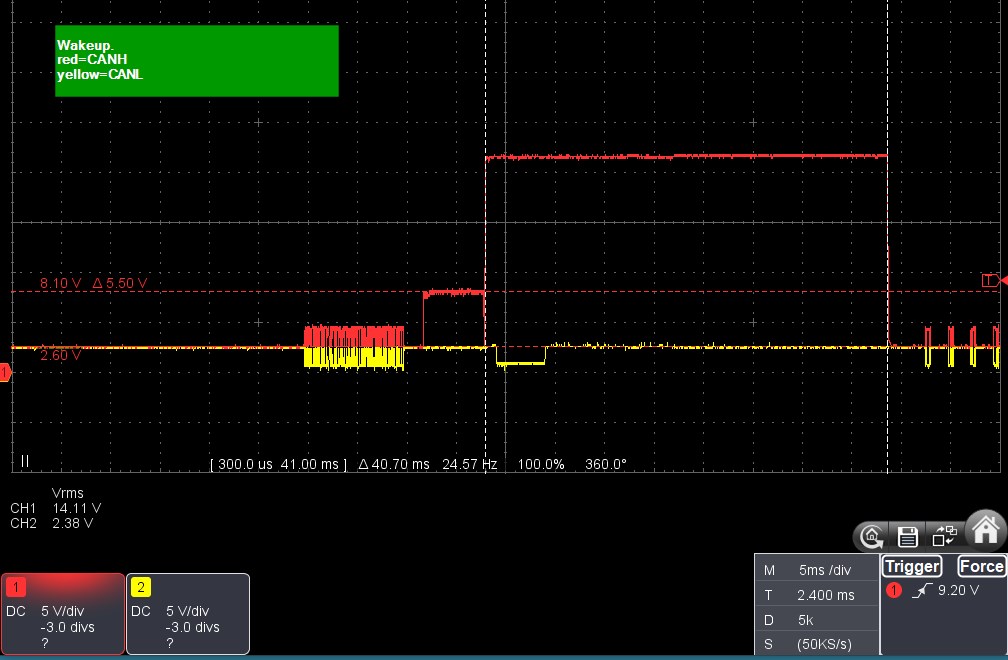 Wakeup.
red=CANH
yellow=CANL
8.10 V Δ 5.50 V
T
2.60 V
1
[ 300.0 us 41.00 ms ] Δ 40.70 ms 24.57 Hz 100.0% 360.0°
Vrms
CH1 14.11 V
CH2 2.38 V
1
DC 5 V/div
-3.0 divs
?
2
DC 5 V/div
-3.0 divs
?
M 5ms /div
T 2.400 ms
D 5k
S (50KS/s)
Trigger Force
1 9.20 V